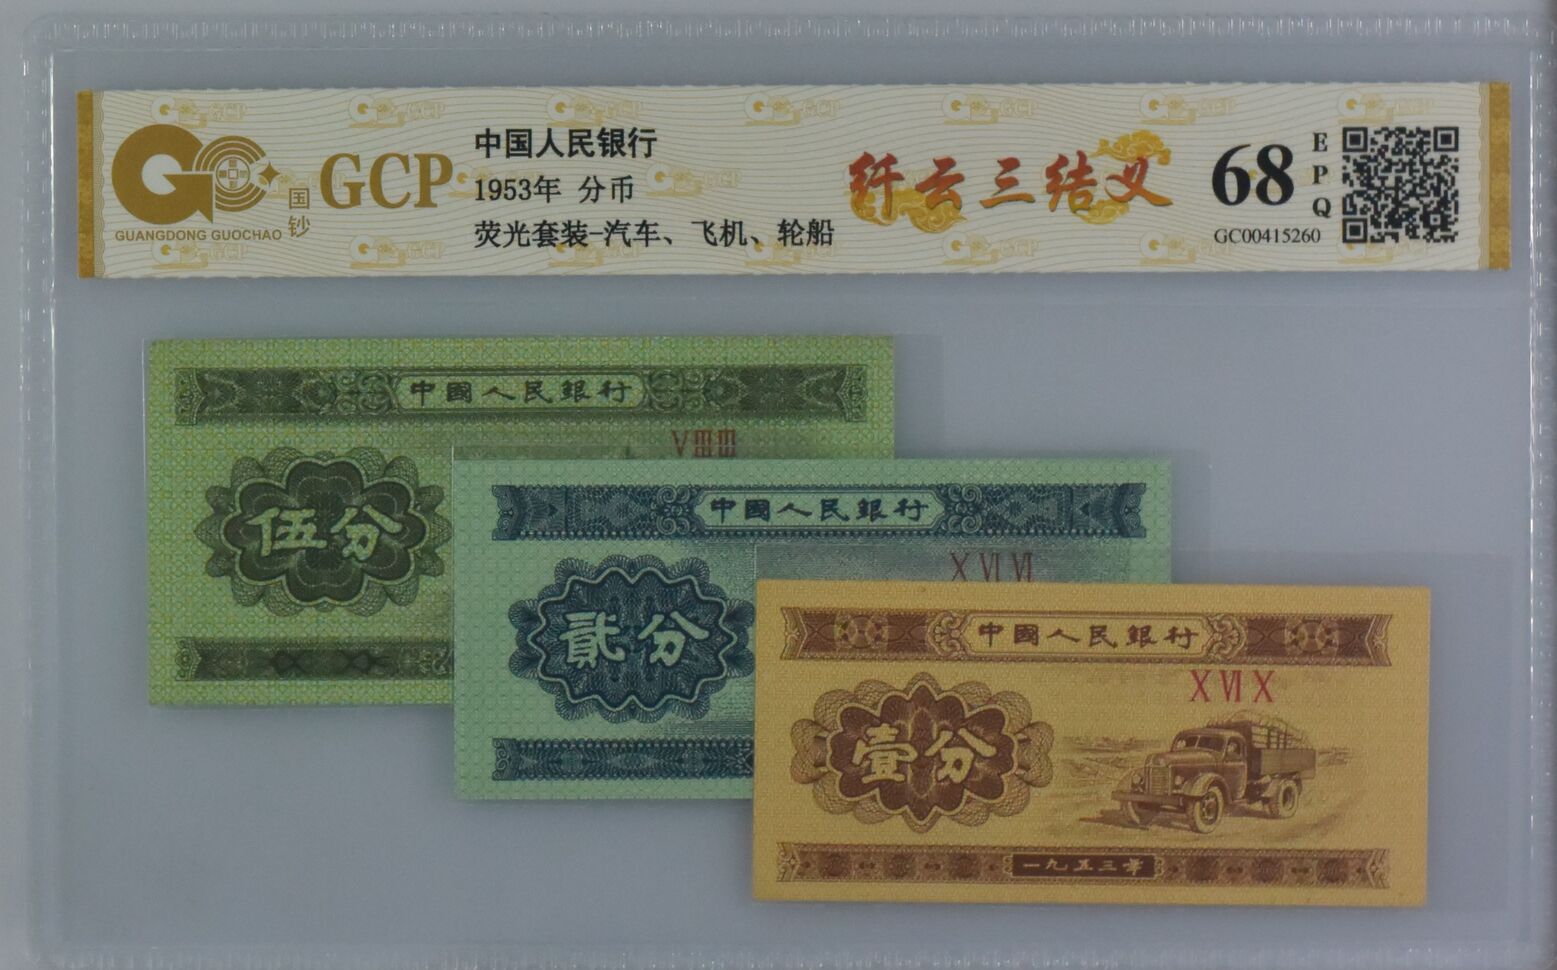 GCP
国钞
GUANGDONG GUOCHAO
中国人民银行
1953年 分币
荧光套装-汽车、飞机、轮船
纤云三结义
68
EPQ
GC00415260
中國人民銀行
VⅢⅢ
伍分
中國人民銀行
XⅥⅥ
貳分
中國人民銀行
XⅥX
壹分
一九五三年